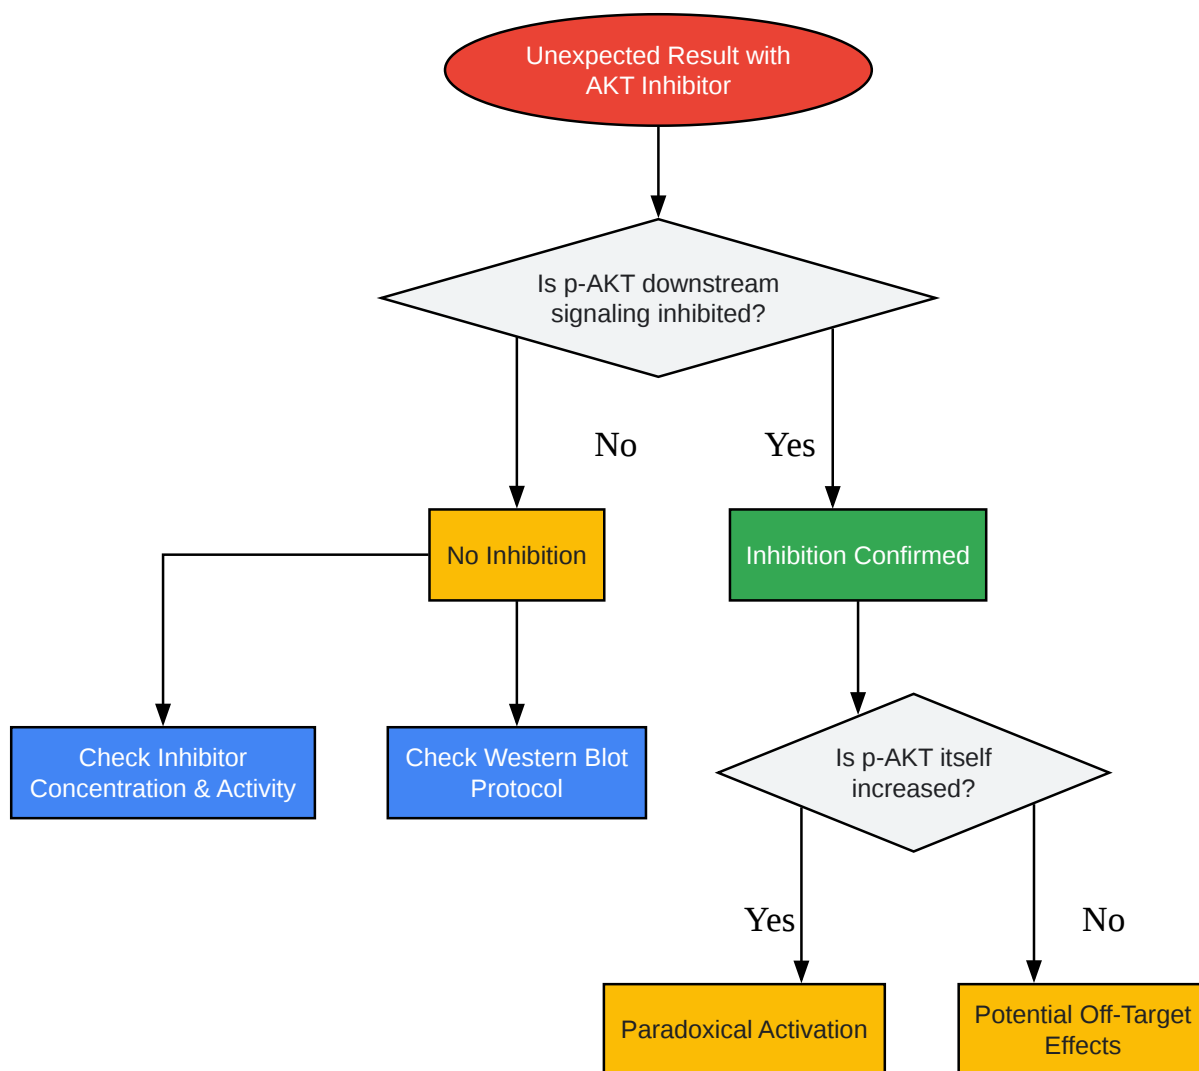 Unexpected Result with
AKT Inhibitor
Is p-AKT downstream
signaling inhibited?
No
Yes
No Inhibition
Inhibition Confirmed
Check Inhibitor
Concentration & Activity
Check Western Blot
Protocol
Is p-AKT itself
increased?
Yes
No
Paradoxical Activation
Potential Off-Target
Effects